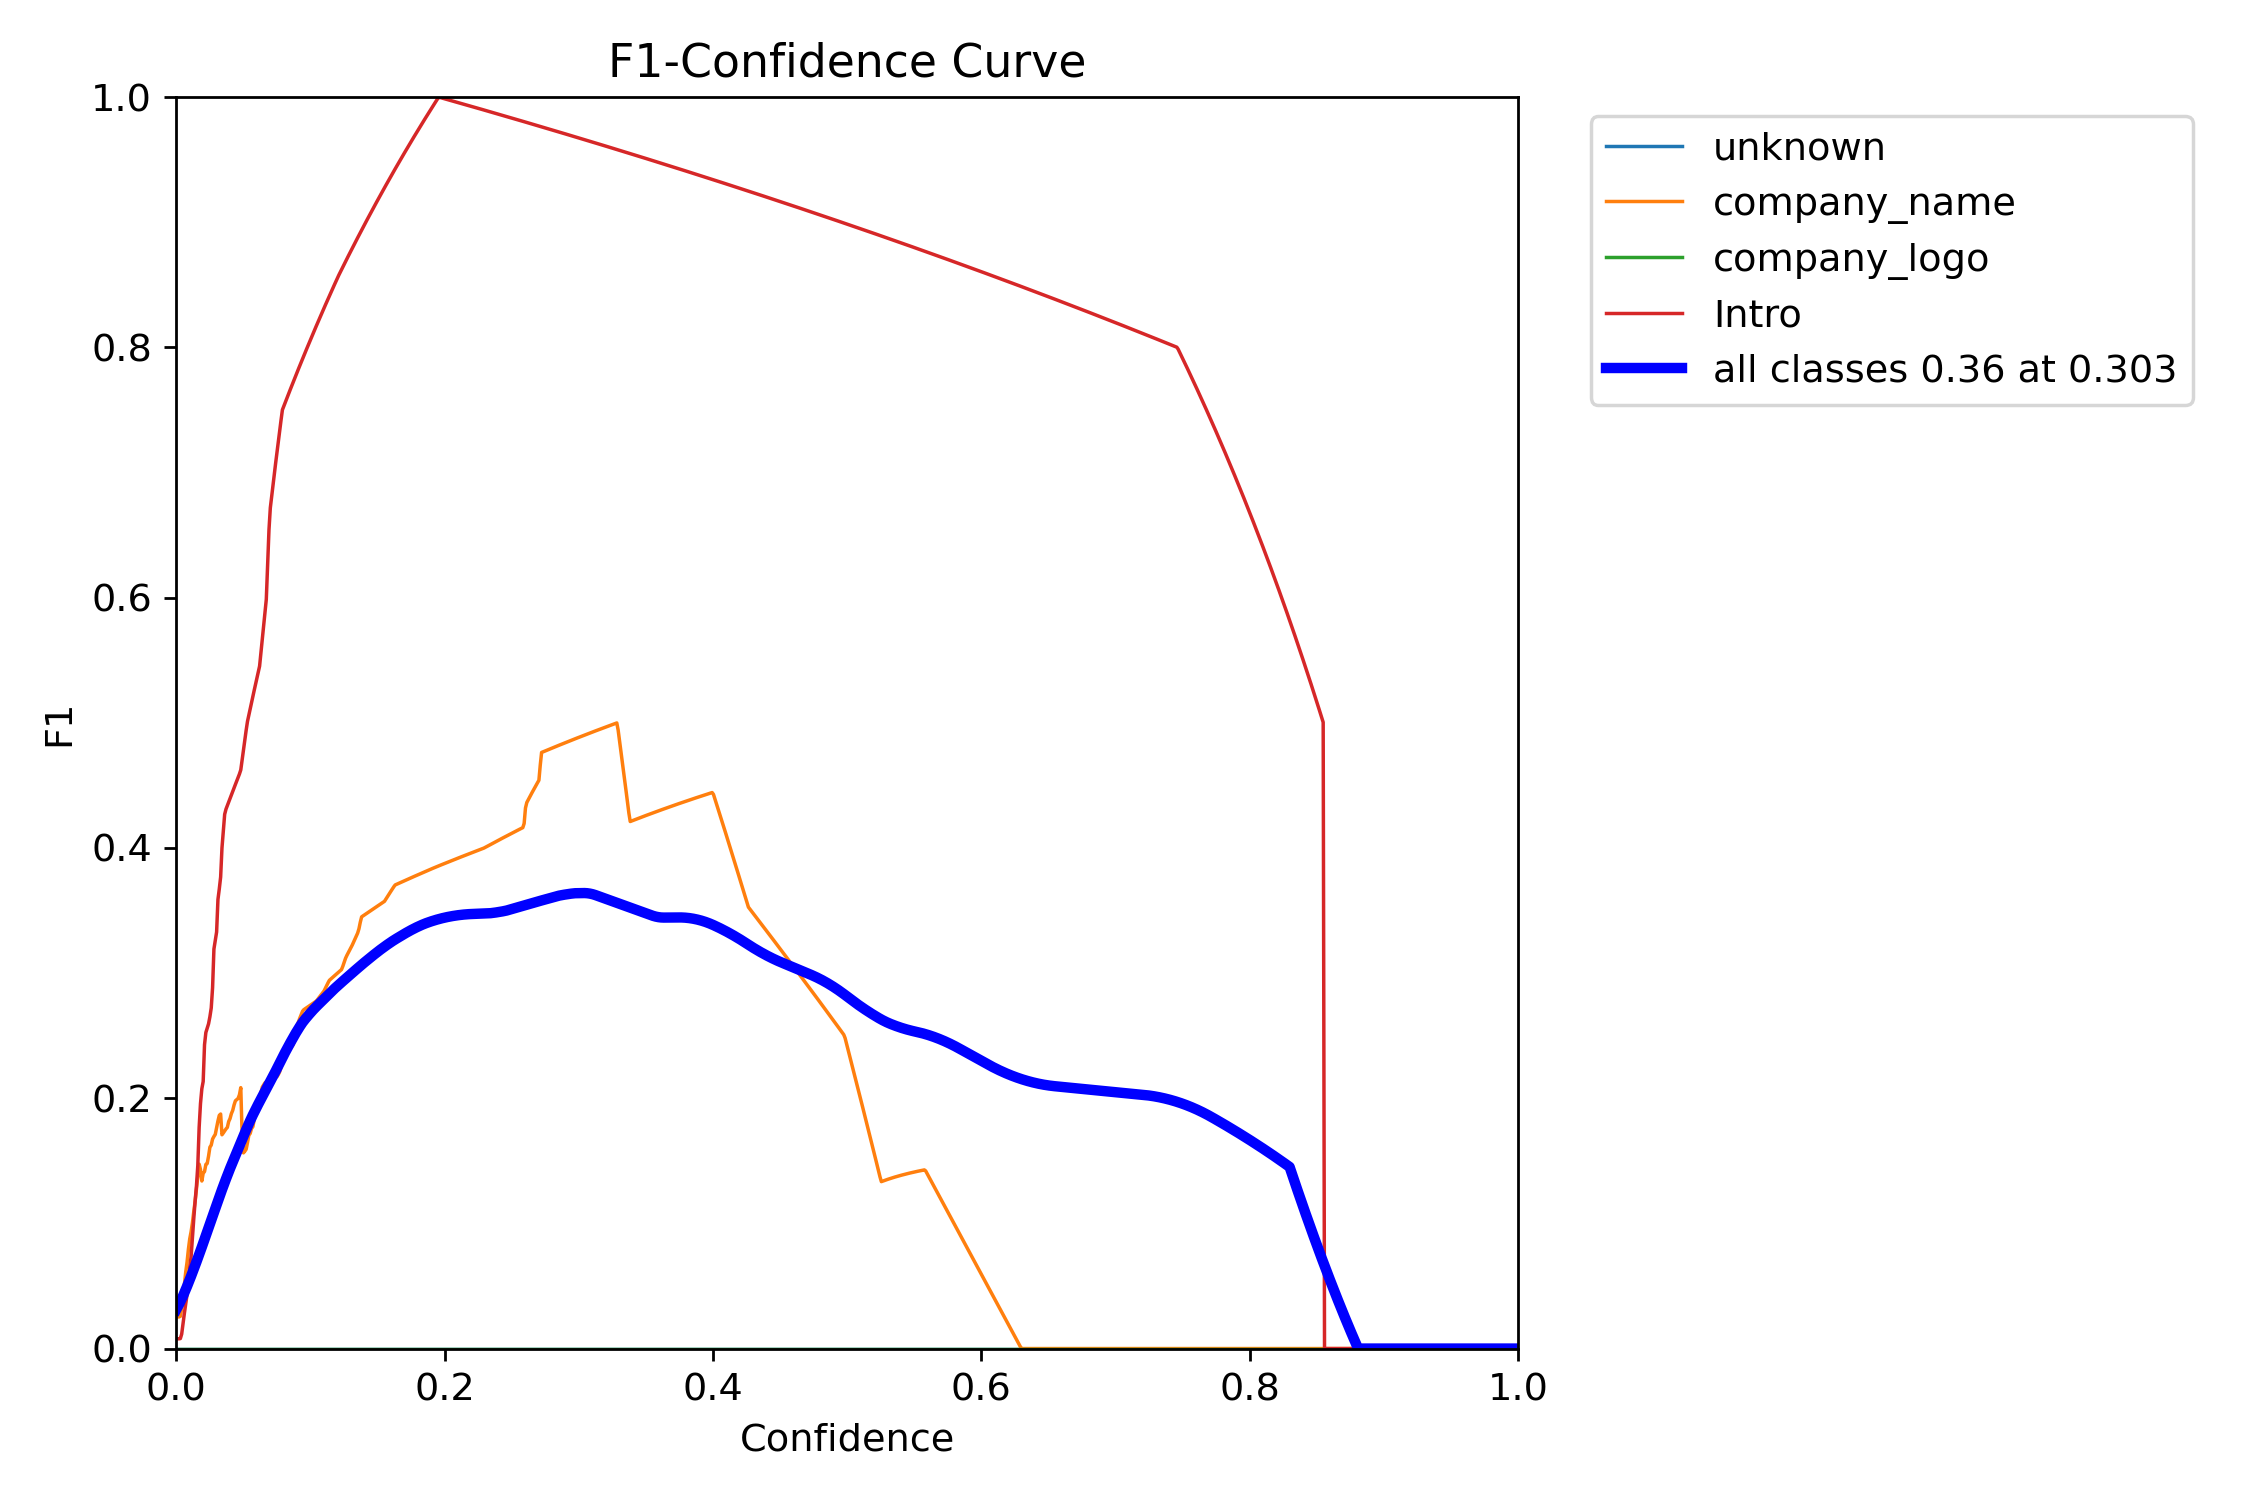 F1-Confidence Curve
1.0
0.8
0.6
0.4
0.2
0.0
F1
0.0 0.2 0.4 0.6 0.8 1.0
Confidence
unknown
company_name
company_logo
Intro
all classes 0.36 at 0.303